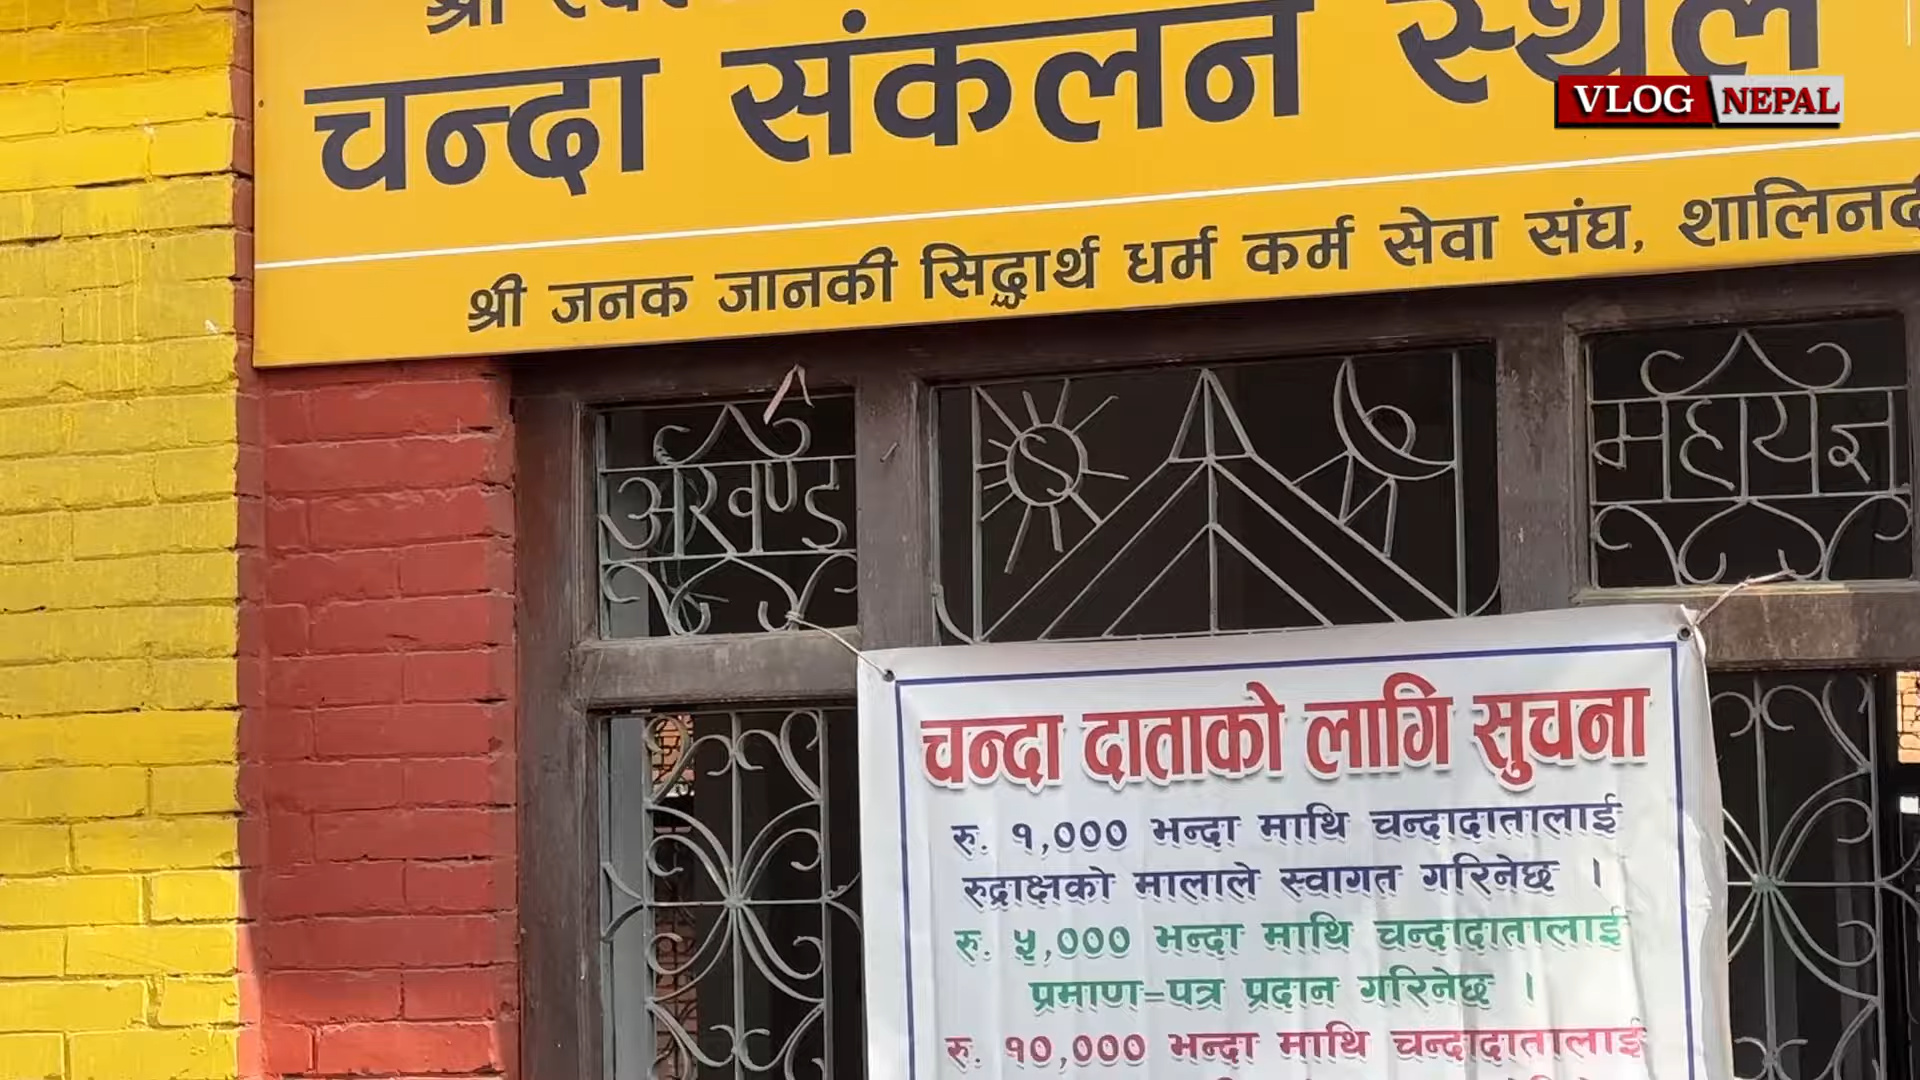 श्री
चन्दा संकलन स्थल
VLOG NEPAL
श्री जनक जानकी सिद्धार्थ धर्म कर्म सेवा संघ, शालिनदी
अखण्ड
महायज्ञ
चन्दा दाताको लागि सुचना
रु. १,००० भन्दा माथि चन्दादातालाई
रुद्राक्षको मालाले स्वागत गरिनेछ ।
रु. ५,००० भन्दा माथि चन्दादातालाई
प्रमाण-पत्र प्रदान गरिनेछ ।
रु. १०,००० भन्दा माथि चन्दादातालाई